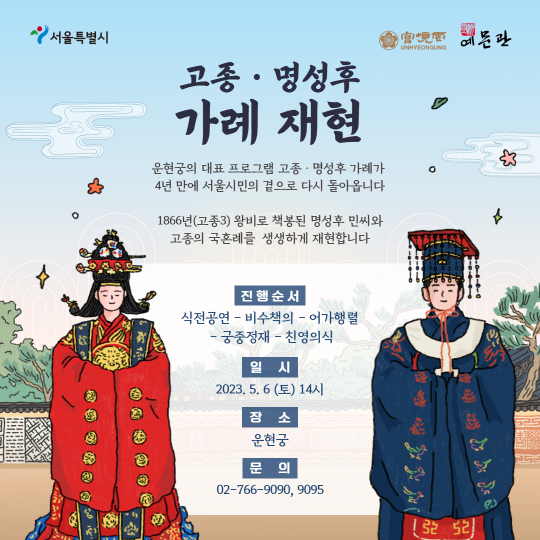 서울특별시
UNHYEONGUNG
예문관
고종 · 명성후
가례 재현
운현궁의 대표 프로그램 고종 · 명성후 가례가
4년 만에 서울시민의 곁으로 다시 돌아옵니다
1866년(고종3) 왕비로 책봉된 명성후 민씨와
고종의 국혼례를 생생하게 재현합니다
진행순서
식전공연 - 비수책의 - 어가행렬
- 궁중정재 - 친영의식
일 시
2023. 5. 6 (토) 14시
장 소
운현궁
문 의
02-766-9090, 9095